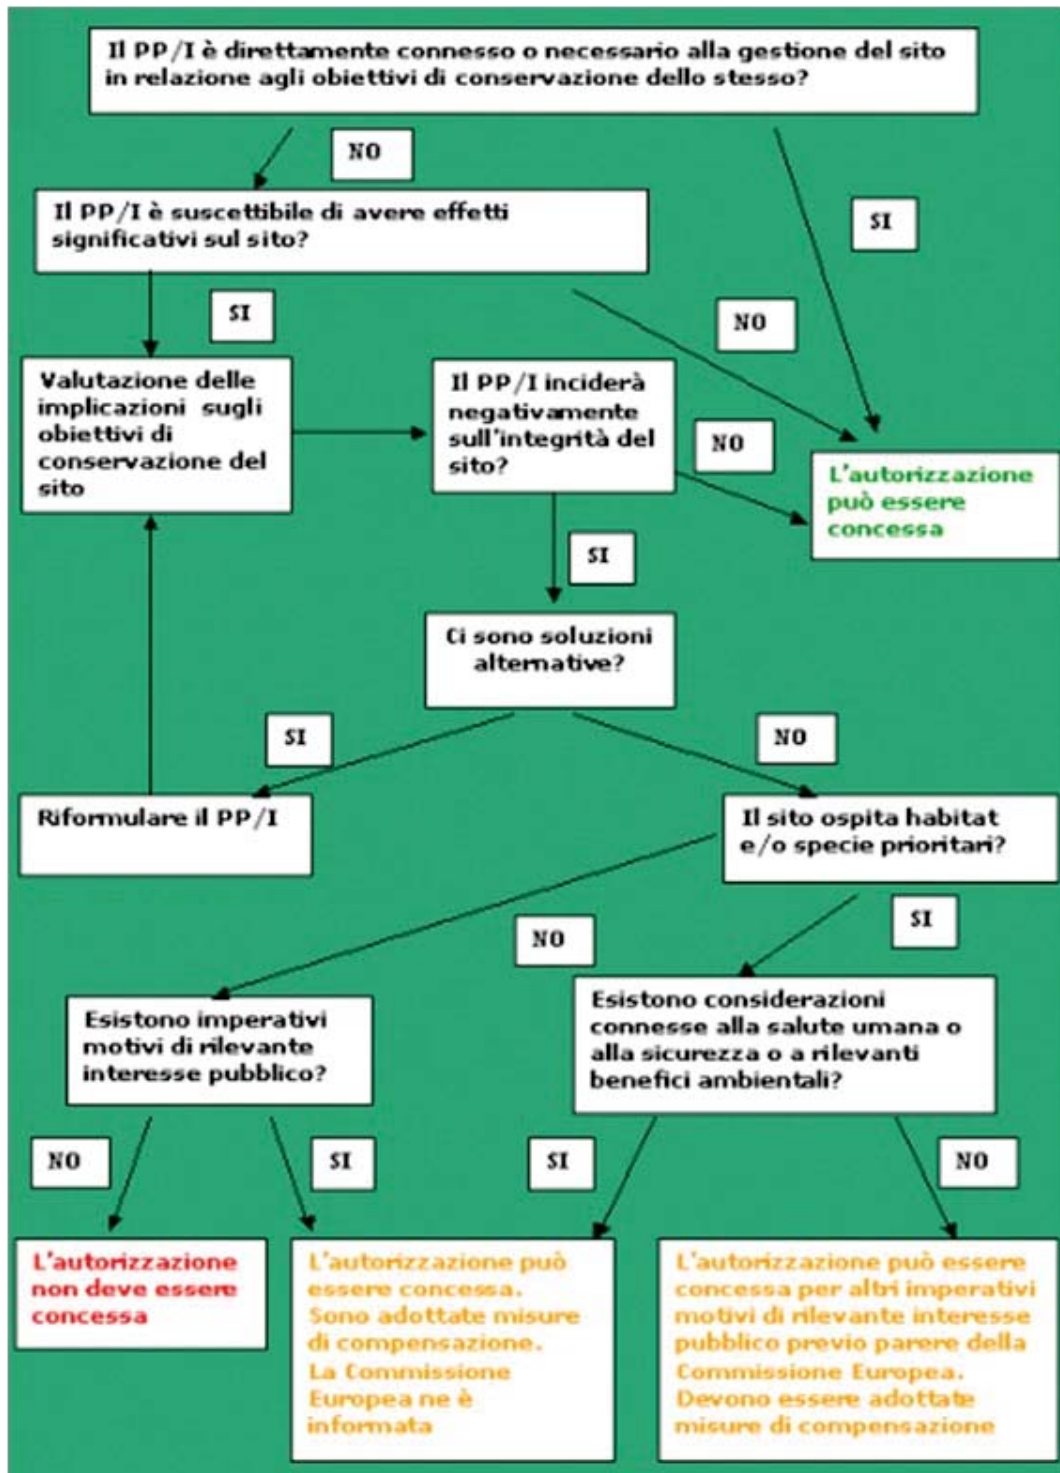 Il PP/I è direttamente connesso o necessario alla gestione del sito
in relazione agli obiettivi di conservazione dello stesso?
NO
SI
Il PP/I è suscettibile di avere effetti
significativi sul sito?
SI
NO
Valutazione delle
implicazioni sugli
obiettivi di
conservazione del
sito
Il PP/I inciderà
negativamente
sull'integrità del
sito?
NO
L'autorizzazione
può essere
concessa
SI
Ci sono soluzioni
alternative?
SI
NO
Riformulare il PP/I
Il sito ospita habitat
e/o specie prioritari?
NO
SI
Esistono imperativi
motivi di rilevante
interesse pubblico?
Esistono considerazioni
connesse alla salute umana o
alla sicurezza o a rilevanti
benefici ambientali?
NO
SI
SI
NO
L'autorizzazione
non deve essere
concessa
L'autorizzazione può
essere concessa.
Sono adottate misure
di compensazione.
La Commissione
Europea ne è
informata
L'autorizzazione può essere
concessa per altri imperativi
motivi di rilevante interesse
pubblico previo parere della
Commissione Europea.
Devono essere adottate
misure di compensazione